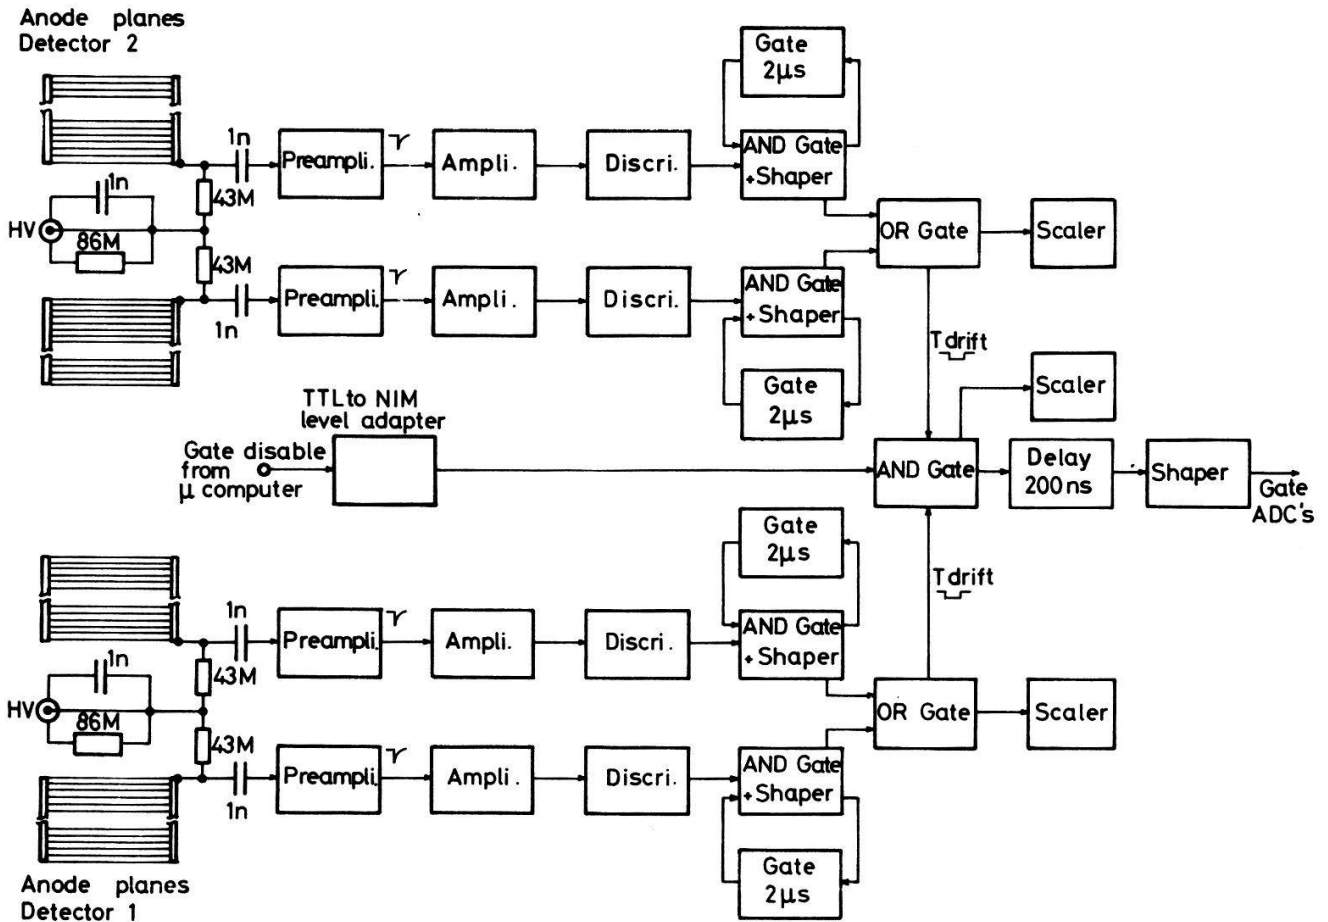 Anode planes
Detector 2
Gate
2μs
1n
Preampli.
Ampli.
Discri.
AND Gate
+Shaper
1n
43M
HV
86M
OR Gate
Scaler
43M
1n
Preampli.
Ampli.
Discri.
AND Gate
+Shaper
T drift
Gate
2μs
Scaler
TTL to NIM
level adapter
Gate disable
from
μ computer
AND Gate
Delay
200ns
Shaper
Gate
ADC's
Gate
2μs
T drift
1n
Preampli.
Ampli.
Discri.
AND Gate
+Shaper
1n
43M
HV
86M
OR Gate
Scaler
43M
1n
Preampli.
Ampli.
Discri.
AND Gate
+Shaper
Gate
2μs
Anode planes
Detector 1